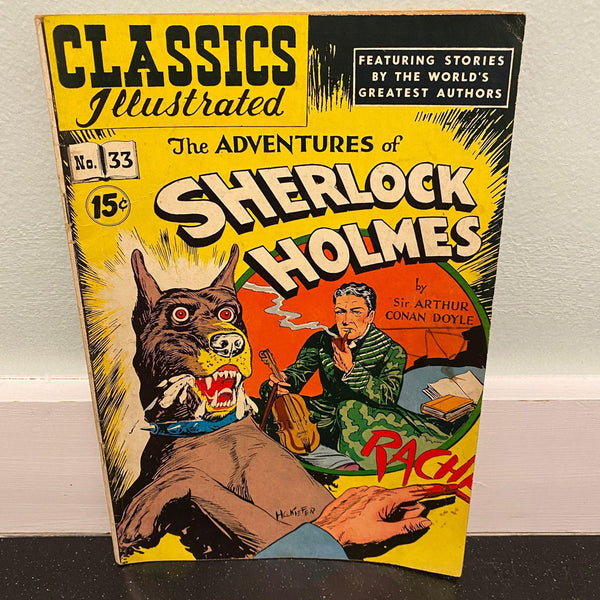 CLASSICS
Illustrated
FEATURING STORIES
BY THE WORLD'S
GREATEST AUTHORS
No. 33
15¢
The ADVENTURES of
SHERLOCK
HOLMES
by
Sir ARTHUR
CONAN DOYLE
RACH
H.C. KIEFER